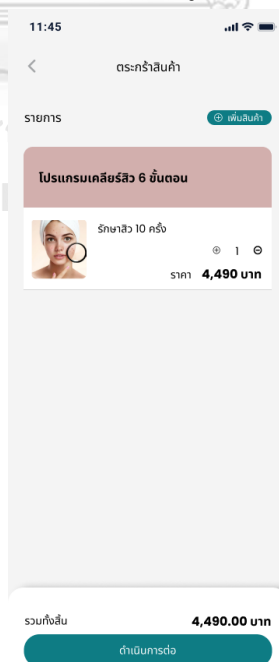 11:45
ตระกร้าสินค้า
รายการ
เพิ่มสินค้า
โปรแกรมเคลียร์สิว 6 ขั้นตอน
รักษาสิว 10 ครั้ง
1
ราคา 4,490 บาท
รวมทั้งสิ้น 4,490.00 บาท
ดำเนินการต่อ